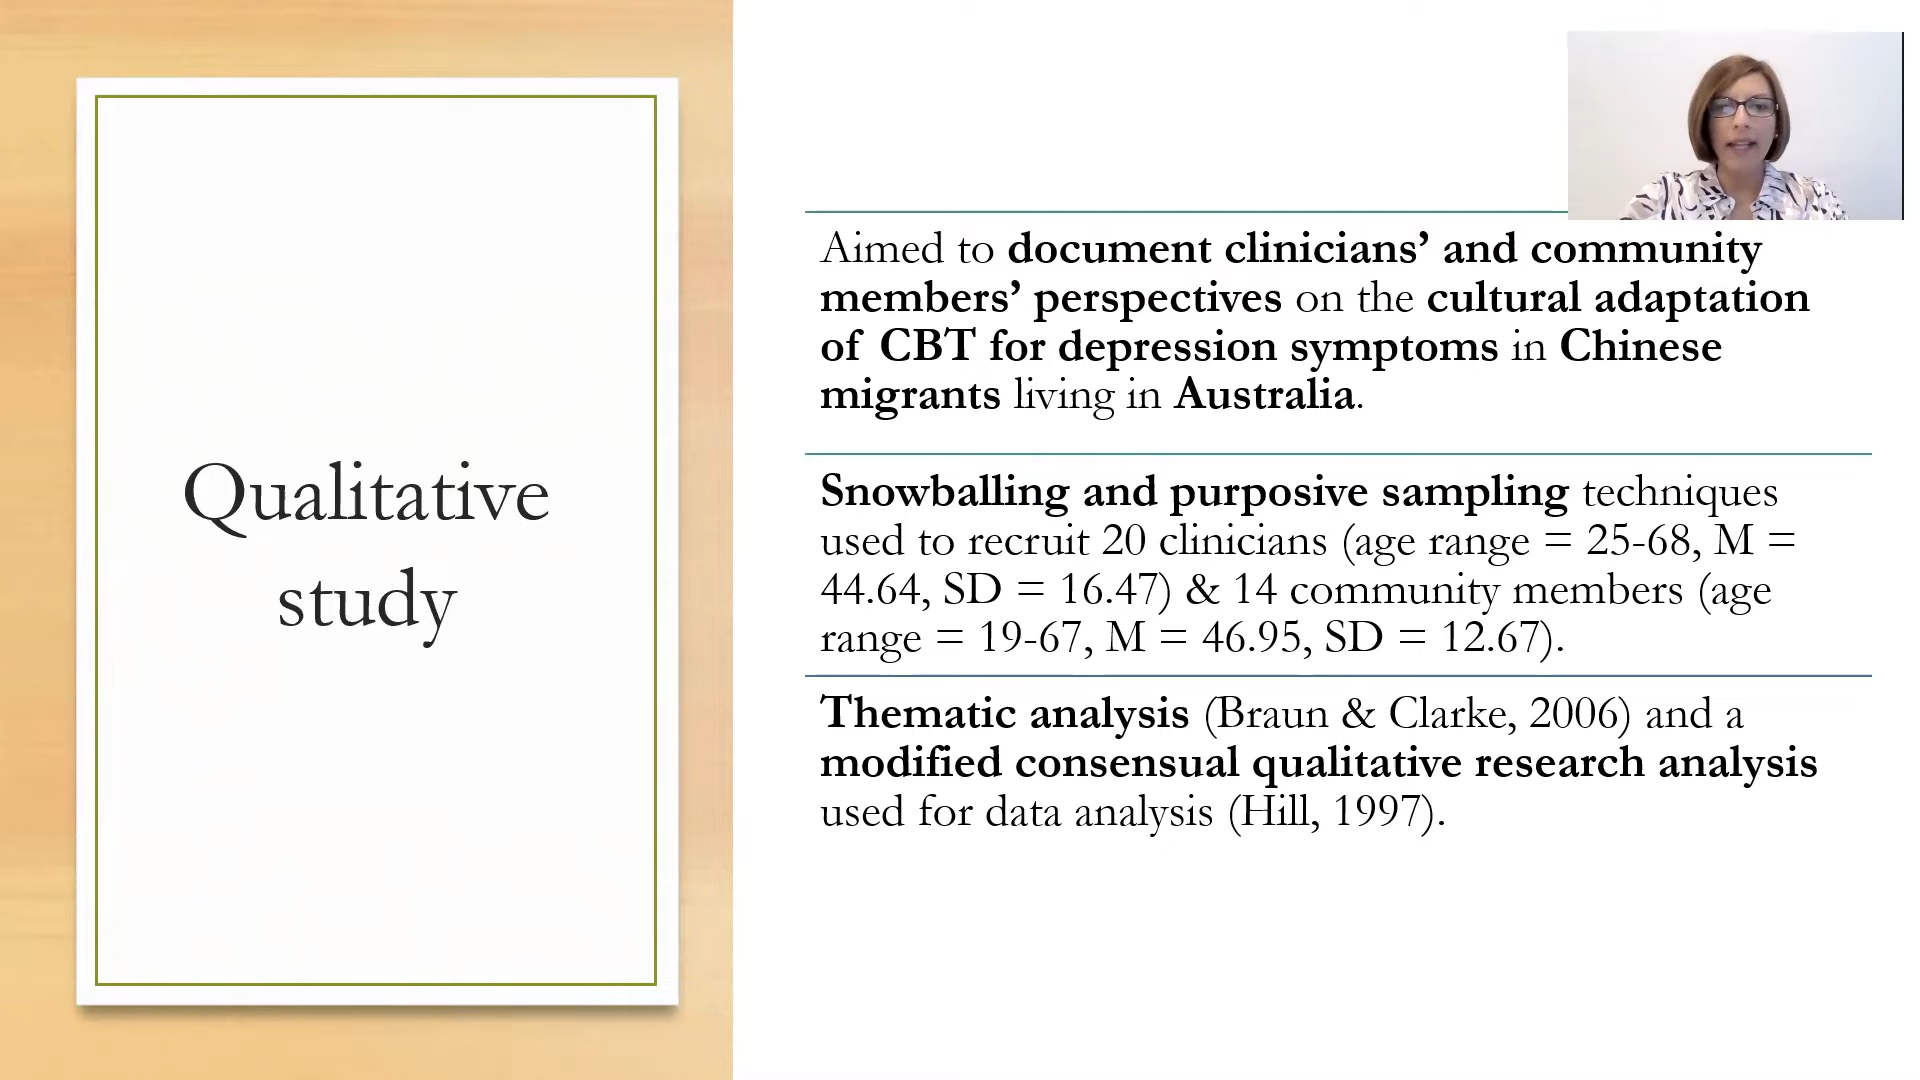 Qualitative
study
Aimed to document clinicians’ and community
members’ perspectives on the cultural adaptation
of CBT for depression symptoms in Chinese
migrants living in Australia.
Snowballing and purposive sampling techniques
used to recruit 20 clinicians (age range = 25-68, M =
44.64, SD = 16.47) & 14 community members (age
range = 19-67, M = 46.95, SD = 12.67).
Thematic analysis (Braun & Clarke, 2006) and a
modified consensual qualitative research analysis
used for data analysis (Hill, 1997).